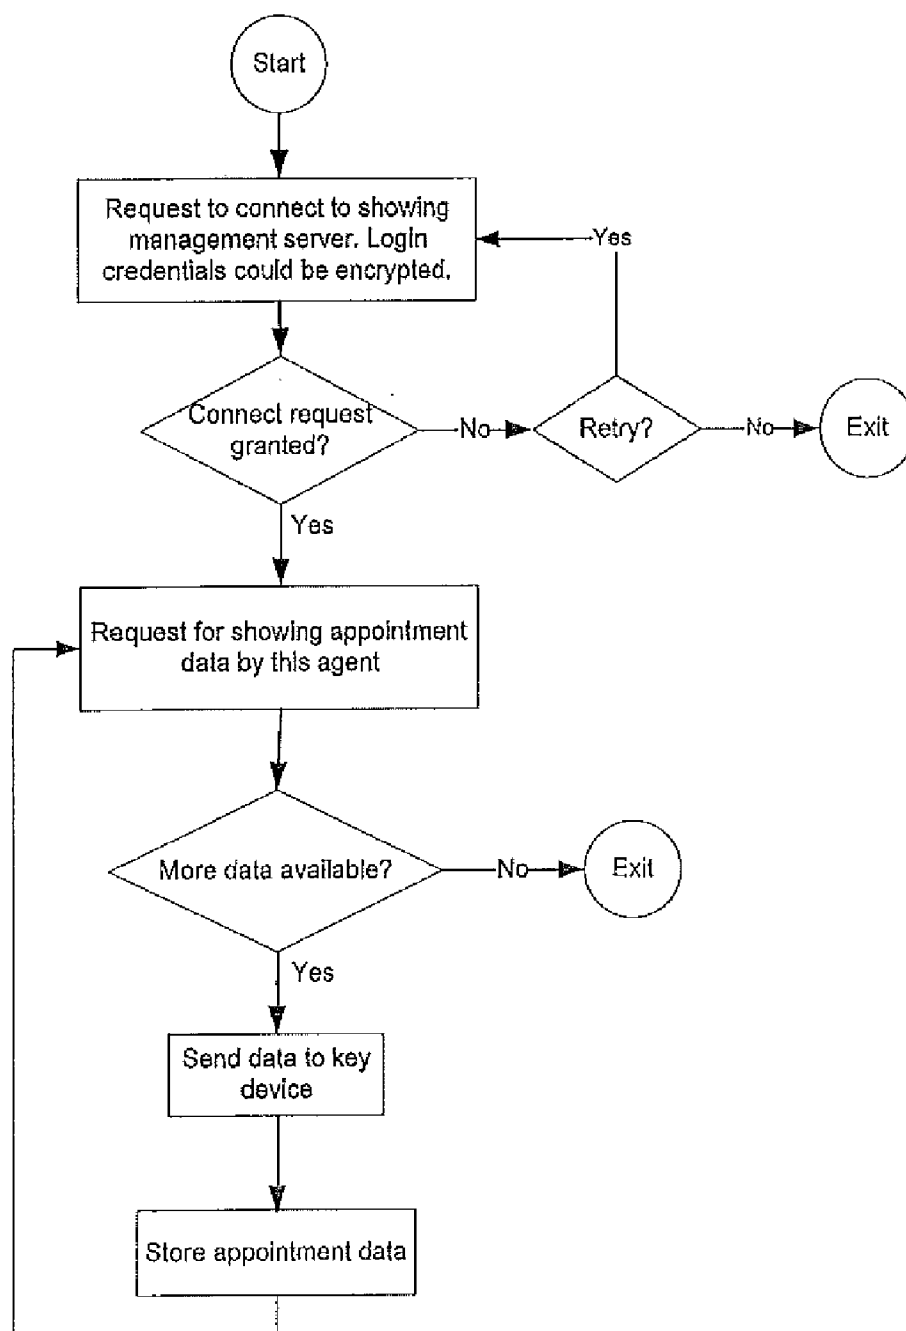 Start
Request to connect to showing
management server. Login
credentials could be encrypted.
Yes
Connect request
granted?
No
Retry?
No
Exit
Yes
Request for showing appointment
data by this agent
More data available?
No
Exit
Yes
Send data to key
device
Store appointment data